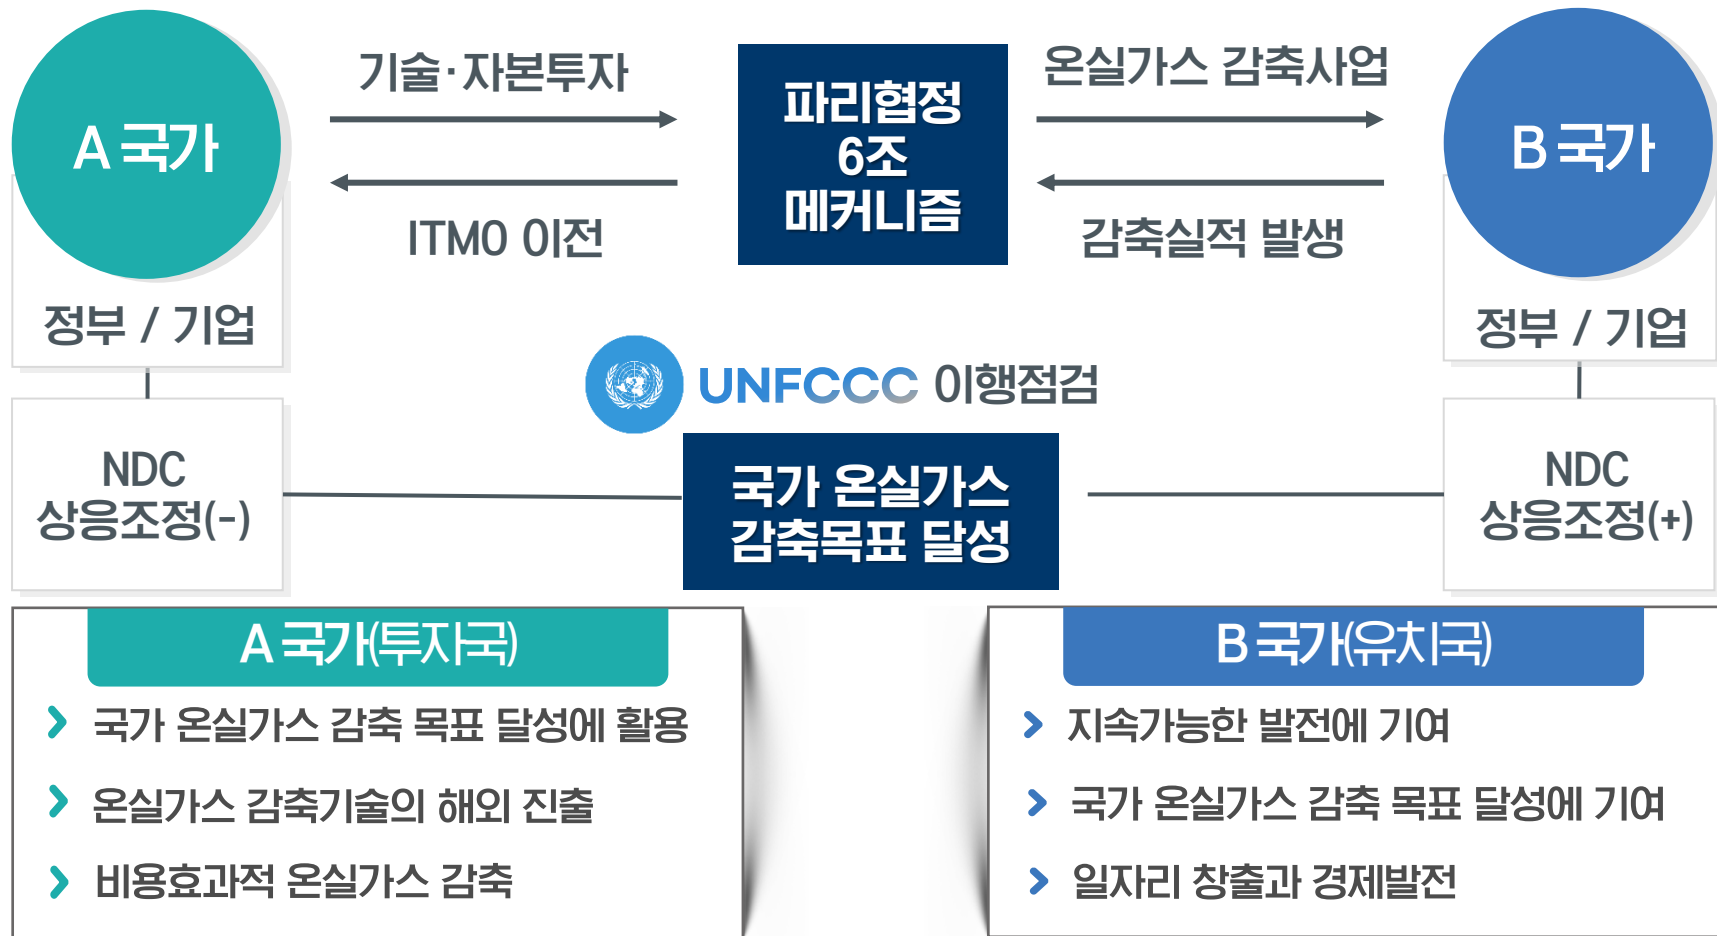 A 국가
기술·자본투자
파리협정
6조
메커니즘
온실가스 감축사업
B 국가
ITMO 이전
감축실적 발생
정부 / 기업
정부 / 기업
UNFCCC 이행점검
NDC
상응조정(-)
국가 온실가스
감축목표 달성
NDC
상응조정(+)
A 국가(투자국)
국가 온실가스 감축 목표 달성에 활용
온실가스 감축기술의 해외 진출
비용효과적 온실가스 감축
B 국가(유치국)
지속가능한 발전에 기여
국가 온실가스 감축 목표 달성에 기여
일자리 창출과 경제발전